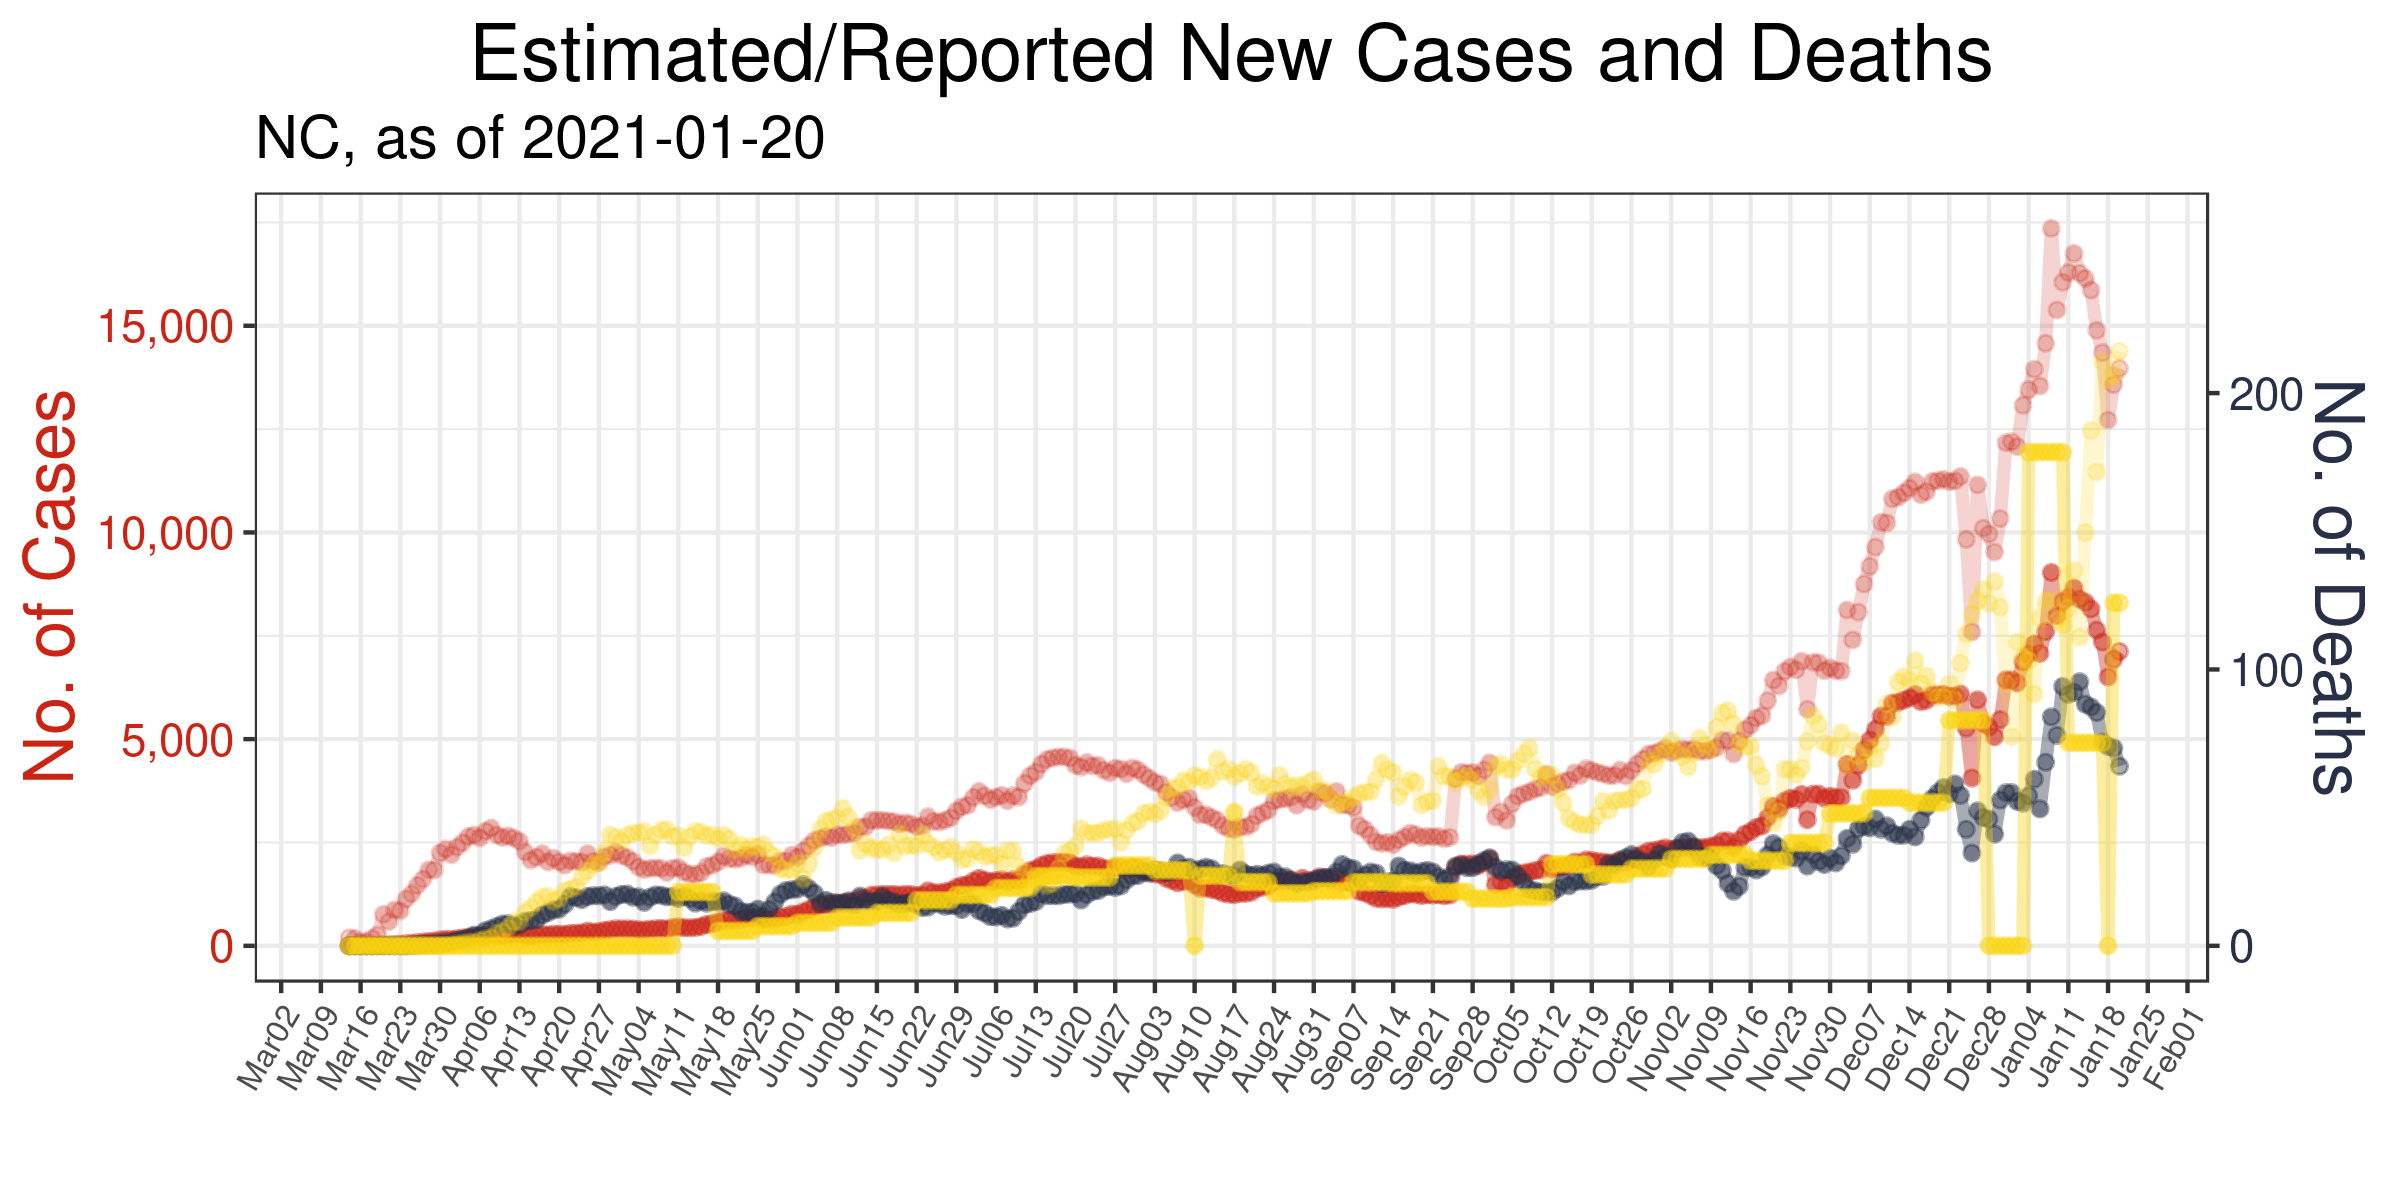 Estimated/Reported New Cases and Deaths
NC, as of 2021-01-20
No. of Cases
15,000
10,000
5,000
0
200
100
0
No. of Deaths
Mar02
Mar09
Mar16
Mar23
Mar30
Apr06
Apr13
Apr20
Apr27
May04
May11
May18
May25
Jun01
Jun08
Jun15
Jun22
Jun29
Jul06
Jul13
Jul20
Jul27
Aug03
Aug10
Aug17
Aug24
Aug31
Sep07
Sep14
Sep21
Sep28
Oct05
Oct12
Oct19
Oct26
Nov02
Nov09
Nov16
Nov23
Nov30
Dec07
Dec14
Dec21
Dec28
Jan04
Jan11
Jan18
Jan25
Feb01